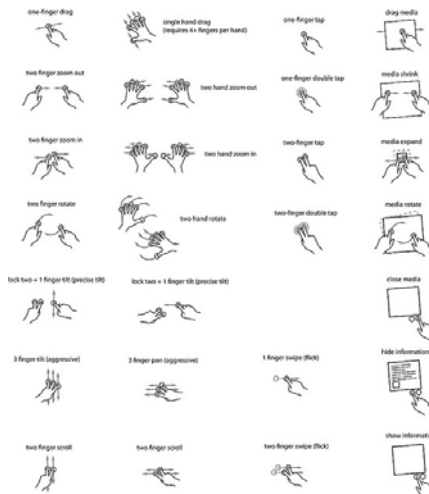 one-finger drag
single hand drag
(requires 4+ fingers per hand)
one-finger tap
drag media
two finger zoom out
two hand zoom out
one-finger double tap
media shrink
two finger zoom in
two hand zoom in
two-finger tap
media expand
two finger rotate
two hand rotate
two-finger double tap
media rotate
lock two + 1 finger tilt (precise tilt)
lock two + 1 finger tilt (precise tilt)
close media
3 finger tilt (aggressive)
3 finger pan (aggressive)
1 finger swipe (flick)
hide information
two finger scroll
two finger scroll
two finger swipe (flick)
show informat